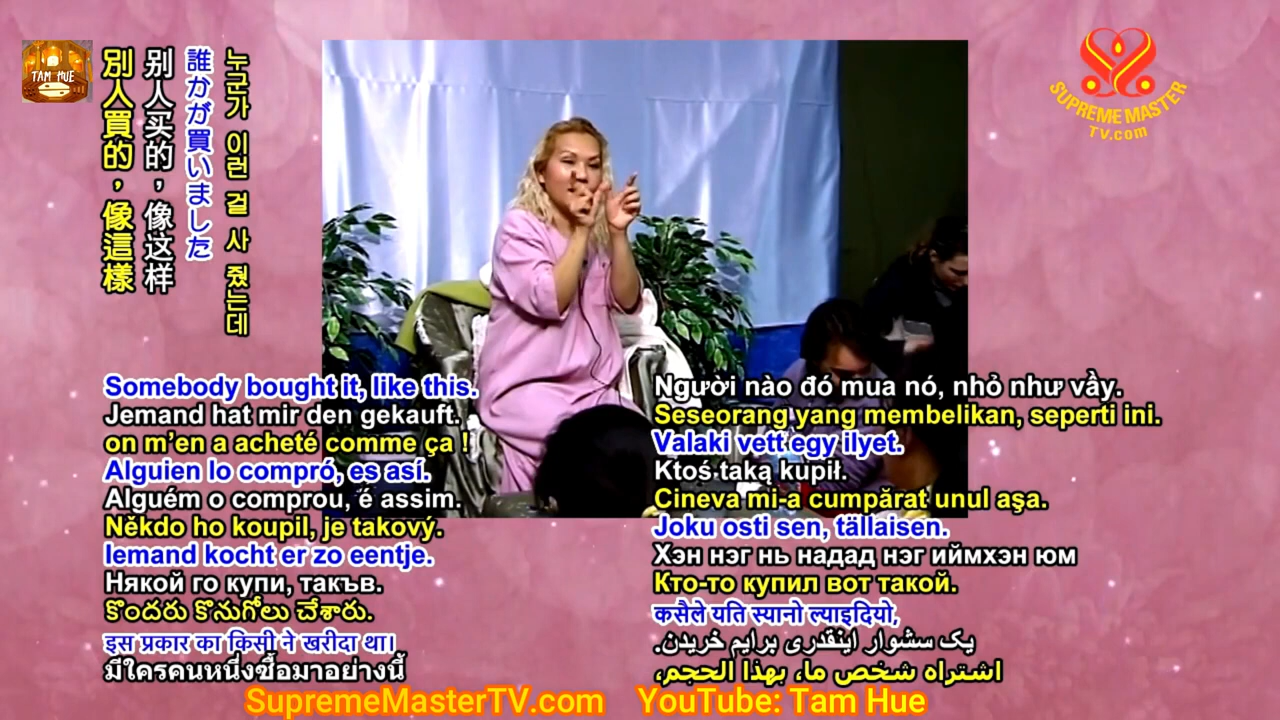 TAM HUE
別人買的，像這樣
别人买的，像这样
誰かが買いました
누군가 이런 걸 사 줬는데
SUPREME MASTER
TV.com
Somebody bought it, like this.
Jemand hat mir den gekauft.
on m’en a acheté comme ça !
Alguien lo compró, es así.
Alguém o comprou, é assim.
Někdo ho koupil, je takový.
Iemand kocht er zo eentje.
Някой го купи, такъв.
కొందరు కొనుగోలు చేశారు.
इस प्रकार का किसी ने खरीदा था।
มีใครคนหนึ่งซื้อมาอย่างนี้
Người nào đó mua nó, nhỏ như vầy.
Seseorang yang membelikan, seperti ini.
Valaki vett egy ilyet.
Ktoś taką kupił.
Cineva mi-a cumpărat unul aşa.
Joku osti sen, tällaisen.
Хэн нэг нь надад нэг иймхэн юм
Кто-то купил вот такой.
कसैले यति स्यानो ल्याइदियो,
یک سشوار اینقدری برایم خریدن.
اشتراه شخص ما، بهذا الحجم،
SupremeMasterTV.com YouTube: Tam Hue